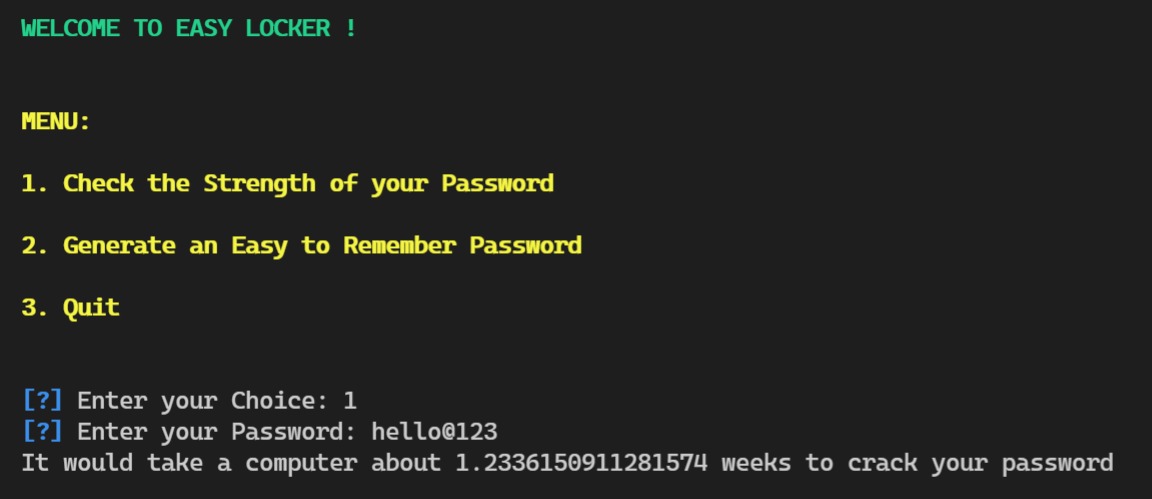 WELCOME TO EASY LOCKER !
MENU:
1. Check the Strength of your Password
2. Generate an Easy to Remember Password
3. Quit
[?] Enter your Choice: 1
[?] Enter your Password: hello@123
It would take a computer about 1.2336150911281574 weeks to crack your password